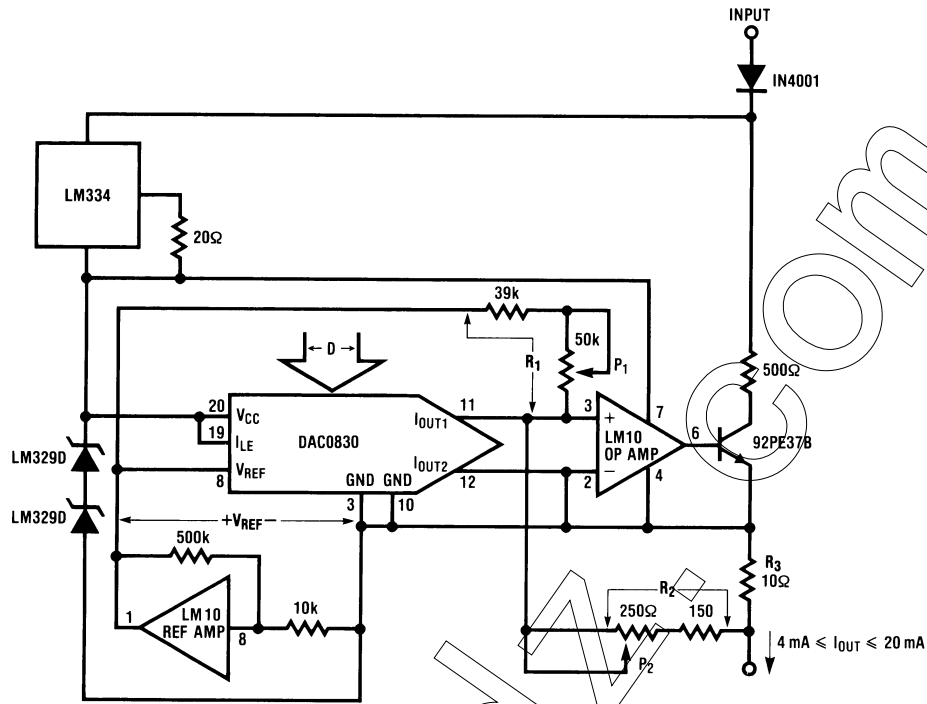 INPUT
IN4001
LM334
20Ω
39k
50k
P1
R1
500Ω
D
20
VCC
19
ILE
8
VREF
DAC0830
IOUT1
11
IOUT2
12
GND
GND
3
10
3
+
2
−
LM10
OP AMP
7
6
4
92PE37B
LM329D
LM329D
+VREF−
500k
1
LM10
REF AMP
8
10k
R3
10Ω
R2
250Ω
150
P2
4 mA ⩽ IOUT ⩽ 20 mA
.com